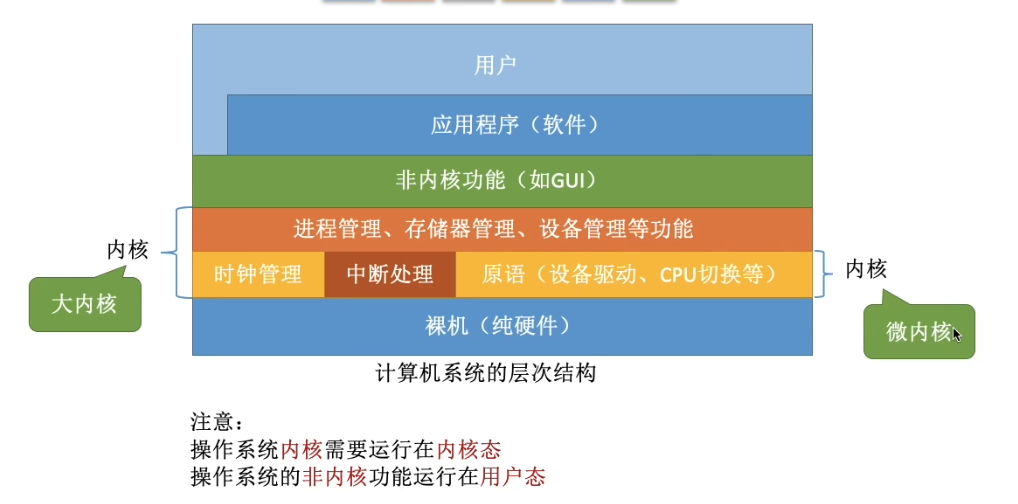 用户
应用程序（软件）
非内核功能（如GUI）
进程管理、存储器管理、设备管理等功能
内核
时钟管理
中断处理
原语（设备驱动、CPU切换等）
内核
大内核
裸机（纯硬件）
微内核
计算机系统的层次结构
注意：
操作系统内核需要运行在内核态
操作系统的非内核功能运行在用户态